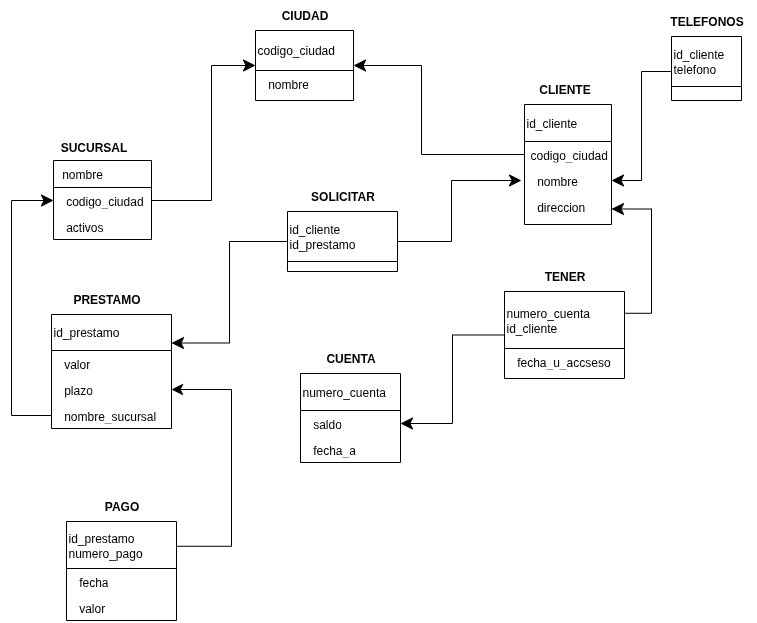 CIUDAD
codigo_ciudad
nombre
TELEFONOS
id_cliente
telefono
CLIENTE
id_cliente
codigo_ciudad
nombre
direccion
SUCURSAL
nombre
codigo_ciudad
activos
SOLICITAR
id_cliente
id_prestamo
TENER
numero_cuenta
id_cliente
fecha_u_accseso
PRESTAMO
id_prestamo
valor
plazo
nombre_sucursal
CUENTA
numero_cuenta
saldo
fecha_a
PAGO
id_prestamo
numero_pago
fecha
valor